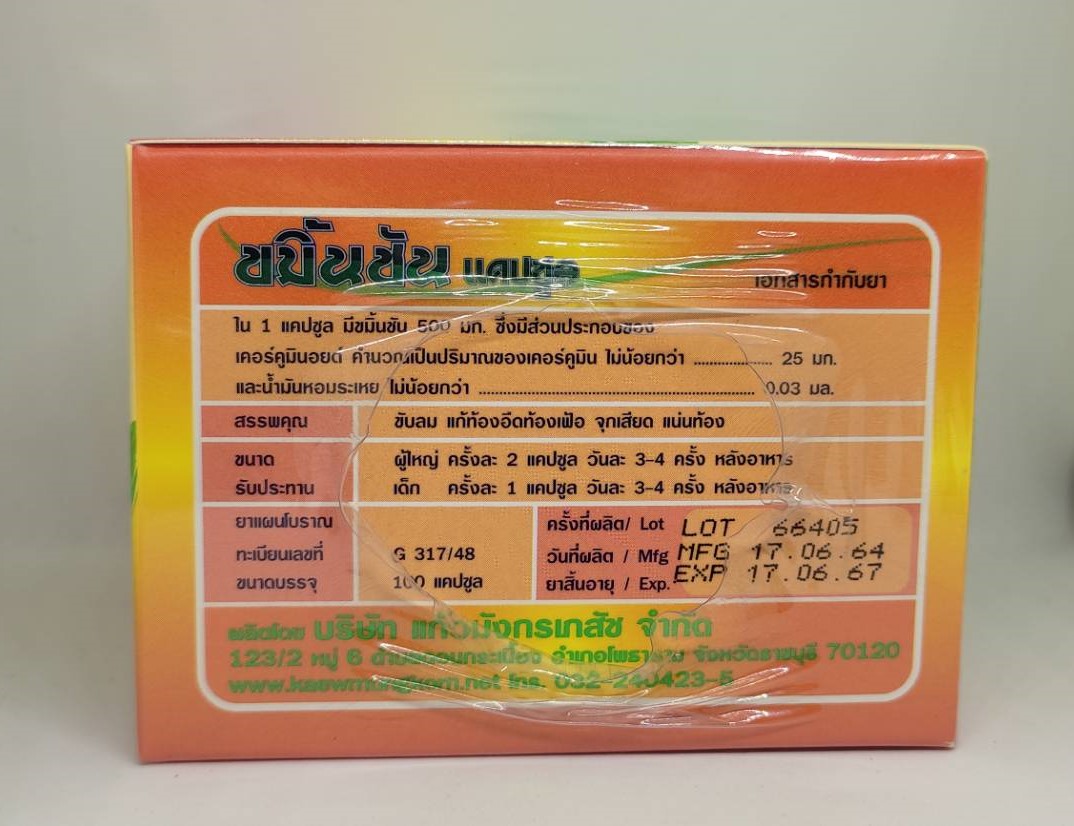 ขมิ้นชัน แคปซูล เอกสารกำกับยา
ใน 1 แคปซูล มีขมิ้นชัน 500 มก. ซึ่งมีส่วนประกอบของ
เคอร์คูมินอยด์ คำนวณเป็นปริมาณของเคอร์คูมิน ไม่น้อยกว่า .................. 25 มก.
และน้ำมันหอมระเหย ไม่น้อยกว่า .................................................................. 0.03 มล.
สรรพคุณ ขับลม แก้ท้องอืดท้องเฟ้อ จุกเสียด แน่นท้อง
ขนาด ผู้ใหญ่ ครั้งละ 2 แคปซูล วันละ 3-4 ครั้ง หลังอาหาร
รับประทาน เด็ก ครั้งละ 1 แคปซูล วันละ 3-4 ครั้ง หลังอาหาร
ยาแผนโบราณ ครั้งที่ผลิต/ Lot LOT 66405
ทะเบียนเลขที่ G 317/48 วันที่ผลิต / Mfg MFG 17.06.64
ขนาดบรรจุ 100 แคปซูล ยาสิ้นอายุ / Exp. EXP 17.06.67
ผลิตโดย บริษัท แก้วมังกรเภสัช จำกัด
123/2 หมู่ 6 ตำบลดอนกระเบื้อง อำเภอโพธาราม จังหวัดราชบุรี 70120
www.kaewmungkorn.net โทร. 032-240423-5